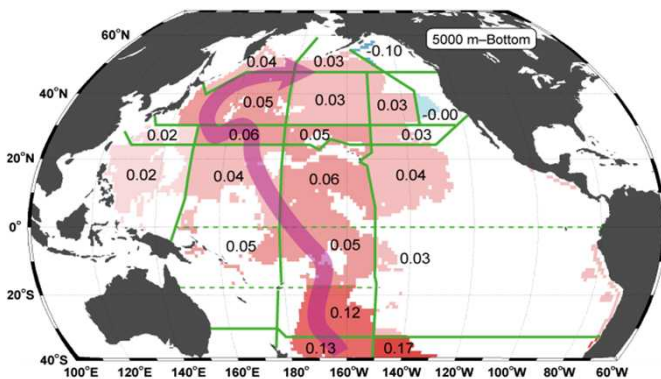 5000 m–Bottom
60°N
-0.10
0.04
0.03
40°N
0.05
0.03
0.03
-0.00
0.02
0.06
0.05
0.03
20°N
0.02
0.04
0.06
0.04
0°
0.05
0.05
0.03
20°S
0.12
0.13
0.17
40°S
100°E
120°E
140°E
160°E
180°W
160°W
140°W
120°W
100°W
80°W
60°W